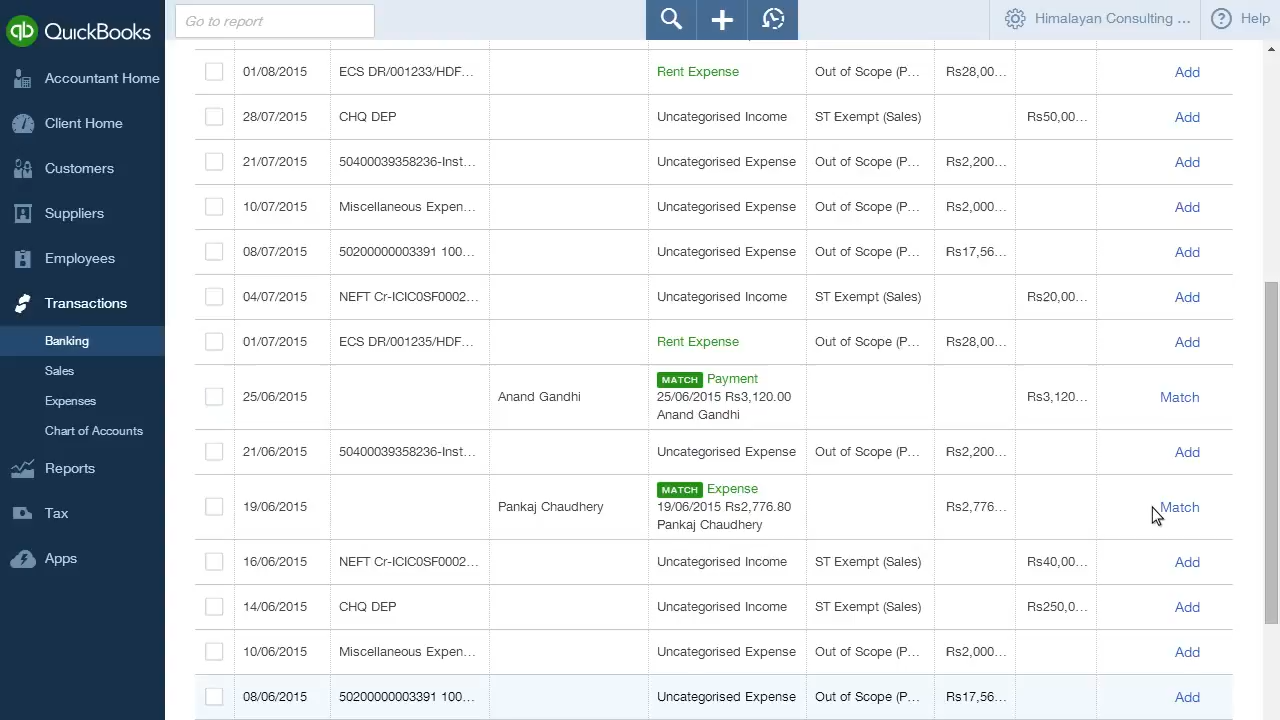 qb QuickBooks
Go to report
Himalayan Consulting ...
Help
Accountant Home
Client Home
Customers
Suppliers
Employees
Transactions
Banking
Sales
Expenses
Chart of Accounts
Reports
Tax
Apps
01/08/2015 ECS DR/001233/HDF... Rent Expense Out of Scope (P... Rs28,00... Add
28/07/2015 CHQ DEP Uncategorised Income ST Exempt (Sales) Rs50,00... Add
21/07/2015 50400039358236-Inst... Uncategorised Expense Out of Scope (P... Rs2,200... Add
10/07/2015 Miscellaneous Expen... Uncategorised Expense Out of Scope (P... Rs2,000... Add
08/07/2015 50200000003391 100... Uncategorised Expense Out of Scope (P... Rs17,56... Add
04/07/2015 NEFT Cr-ICIC0SF0002... Uncategorised Income ST Exempt (Sales) Rs20,00... Add
01/07/2015 ECS DR/001235/HDF... Rent Expense Out of Scope (P... Rs28,00... Add
MATCH Payment
25/06/2015 Anand Gandhi 25/06/2015 Rs3,120.00 Rs3,120... Match
Anand Gandhi
21/06/2015 50400039358236-Inst... Uncategorised Expense Out of Scope (P... Rs2,200... Add
MATCH Expense
19/06/2015 Pankaj Chaudhery 19/06/2015 Rs2,776.80 Rs2,776... Match
Pankaj Chaudhery
16/06/2015 NEFT Cr-ICIC0SF0002... Uncategorised Income ST Exempt (Sales) Rs40,00... Add
14/06/2015 CHQ DEP Uncategorised Income ST Exempt (Sales) Rs250,0... Add
10/06/2015 Miscellaneous Expen... Uncategorised Expense Out of Scope (P... Rs2,000... Add
08/06/2015 50200000003391 100... Uncategorised Expense Out of Scope (P... Rs17,56... Add